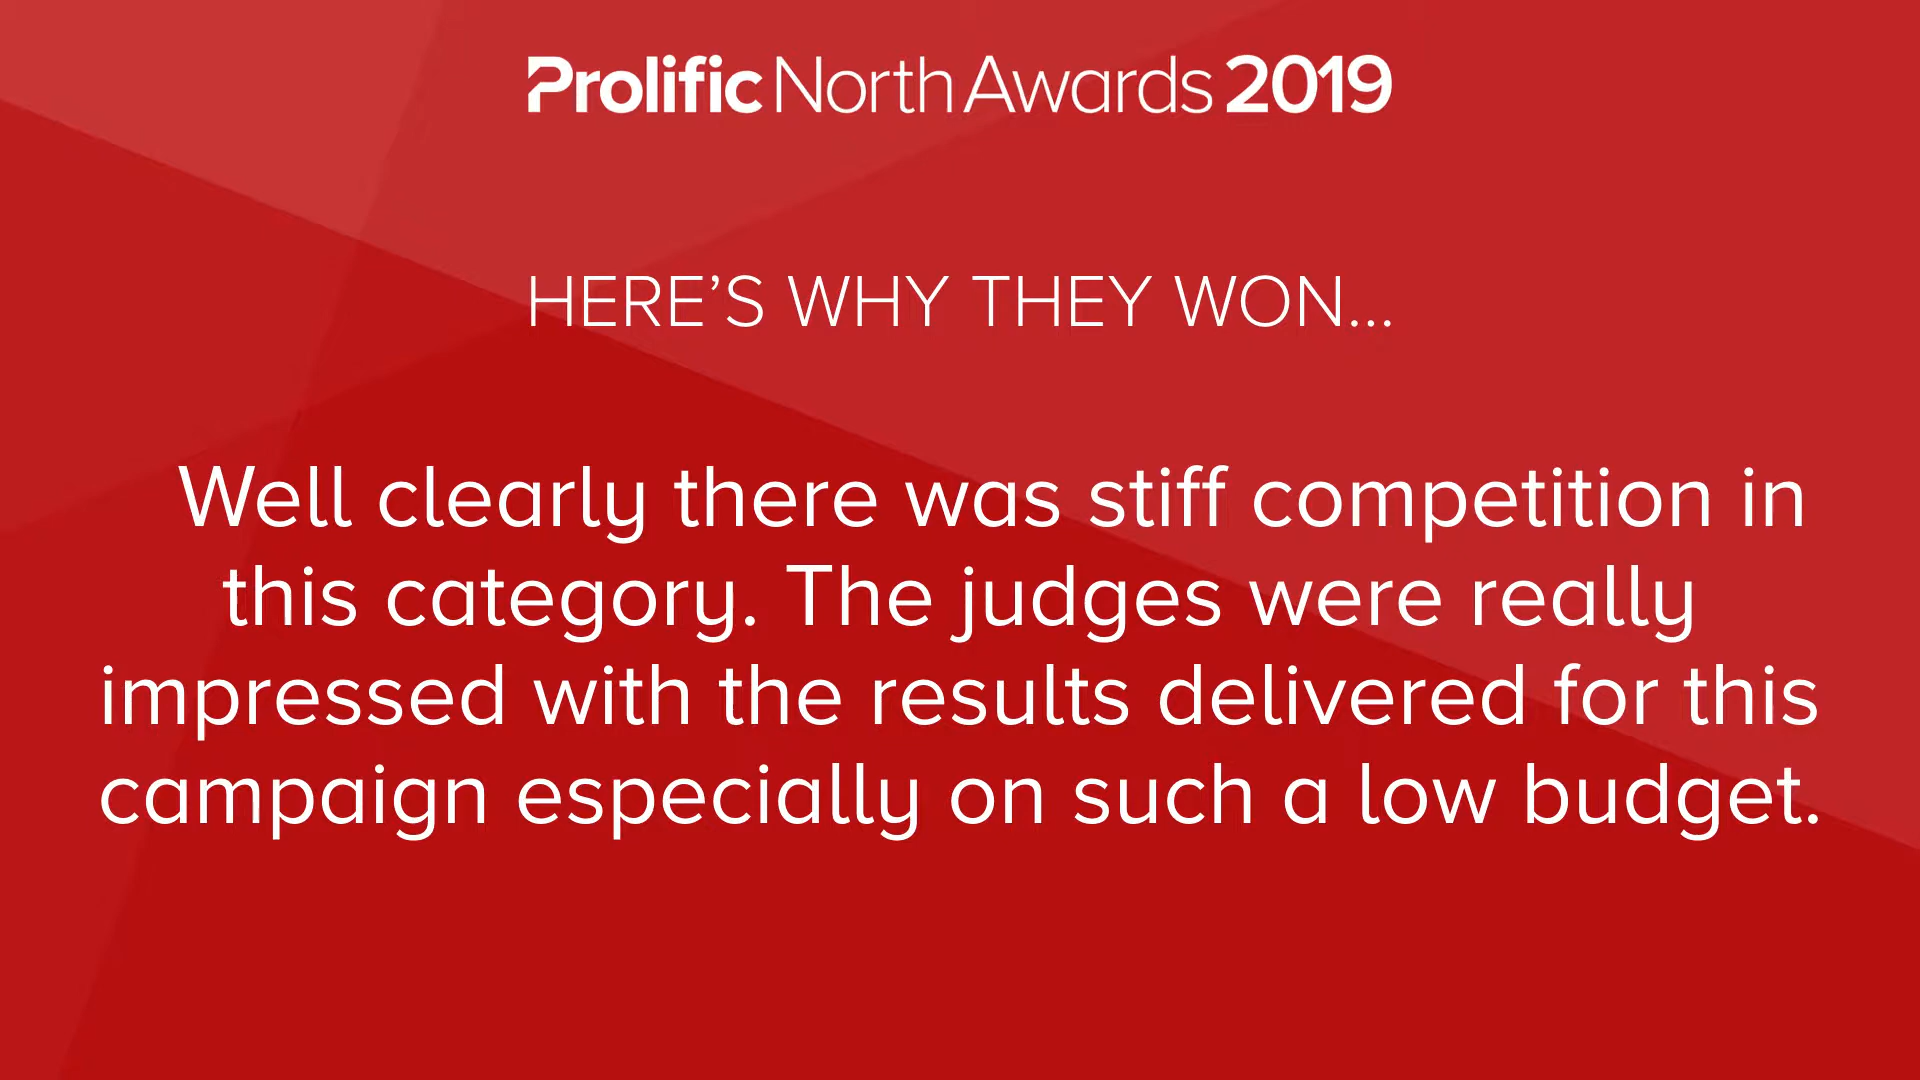 Prolific North Awards 2019
HERE’S WHY THEY WON...
Well clearly there was stiff competition in
this category. The judges were really
impressed with the results delivered for this
campaign especially on such a low budget.